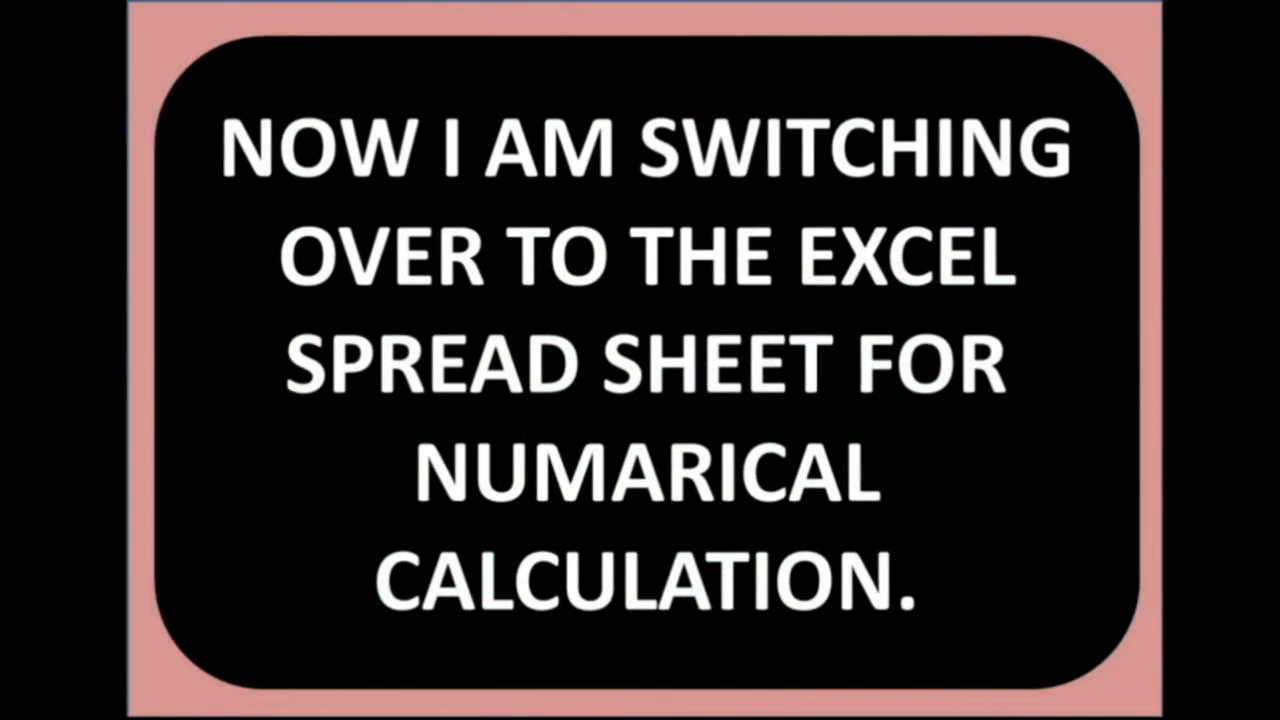 NOW I AM SWITCHING
OVER TO THE EXCEL
SPREAD SHEET FOR
NUMARICAL
CALCULATION.